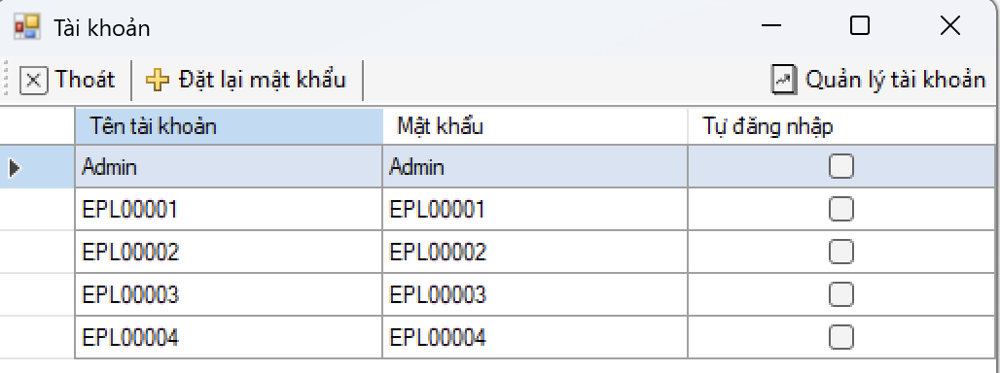 Tài khoản
Thoát Đặt lại mật khẩu Quản lý tài khoản
Tên tài khoản Mật khẩu Tự đăng nhập
Admin Admin
EPL00001 EPL00001
EPL00002 EPL00002
EPL00003 EPL00003
EPL00004 EPL00004